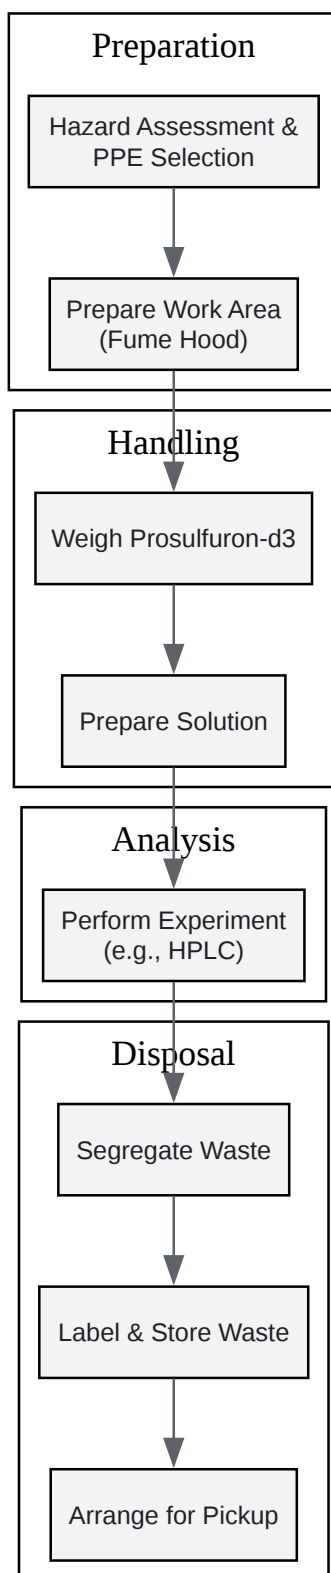 Preparation
Hazard Assessment &
PPE Selection
Prepare Work Area
(Fume Hood)
Handling
Weigh Prosulfuron-d3
Prepare Solution
Analysis
Perform Experiment
(e.g., HPLC)
Disposal
Segregate Waste
Label & Store Waste
Arrange for Pickup